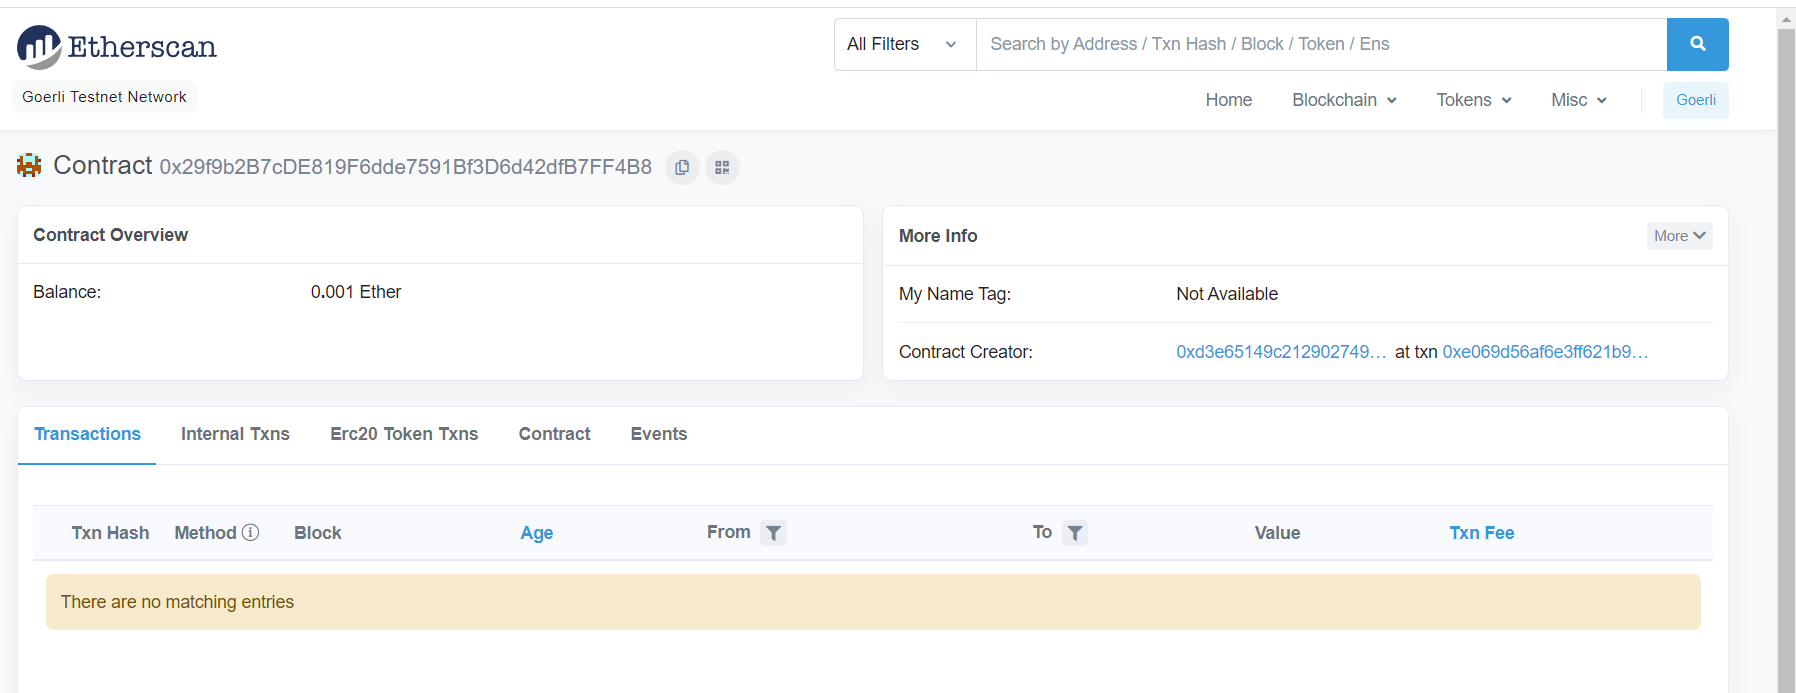 Etherscan
All Filters
Search by Address / Txn Hash / Block / Token / Ens
Goerli Testnet Network
Home Blockchain Tokens Misc Goerli
Contract 0x29f9b2B7cDE819F6dde7591Bf3D6d42dfB7FF4B8
Contract Overview
Balance: 0.001 Ether
More Info More
My Name Tag: Not Available
Contract Creator: 0xd3e65149c212902749... at txn 0xe069d56af6e3ff621b9...
Transactions Internal Txns Erc20 Token Txns Contract Events
Txn Hash Method Block Age From To Value Txn Fee
There are no matching entries